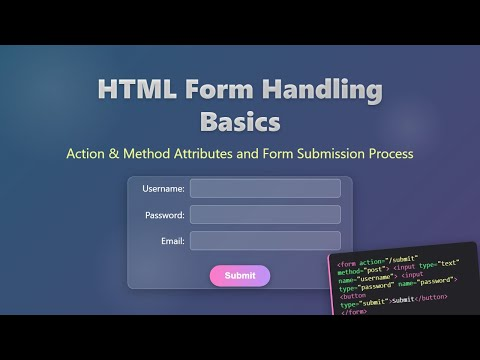 HTML Form Handling
Basics
Action & Method Attributes and Form Submission Process
Username:
Password:
Email:
Submit
<form action="/submit"
method="post"> <input type="text"
name="username"> <input
type="password" name="password">
<button
type="submit">Submit</button>
</form>